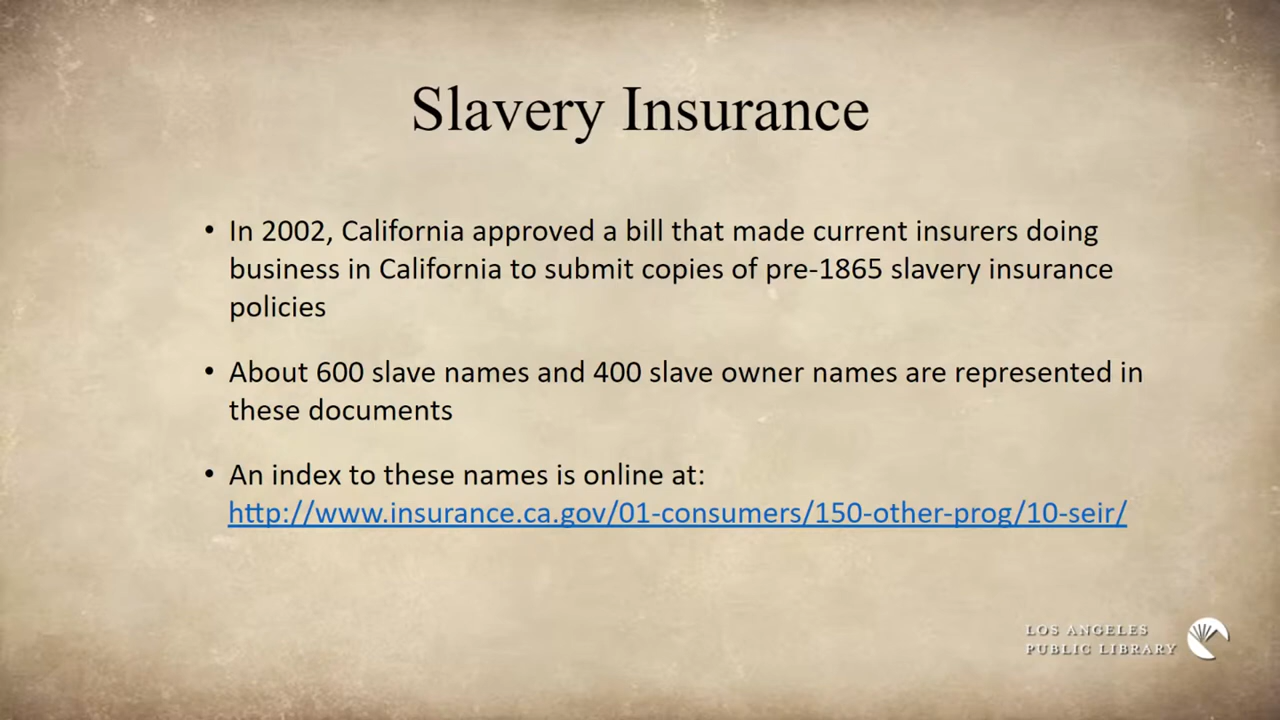 Slavery Insurance
• In 2002, California approved a bill that made current insurers doing
business in California to submit copies of pre-1865 slavery insurance
policies
• About 600 slave names and 400 slave owner names are represented in
these documents
• An index to these names is online at:
http://www.insurance.ca.gov/01-consumers/150-other-prog/10-seir/
LOS ANGELES
PUBLIC LIBRARY